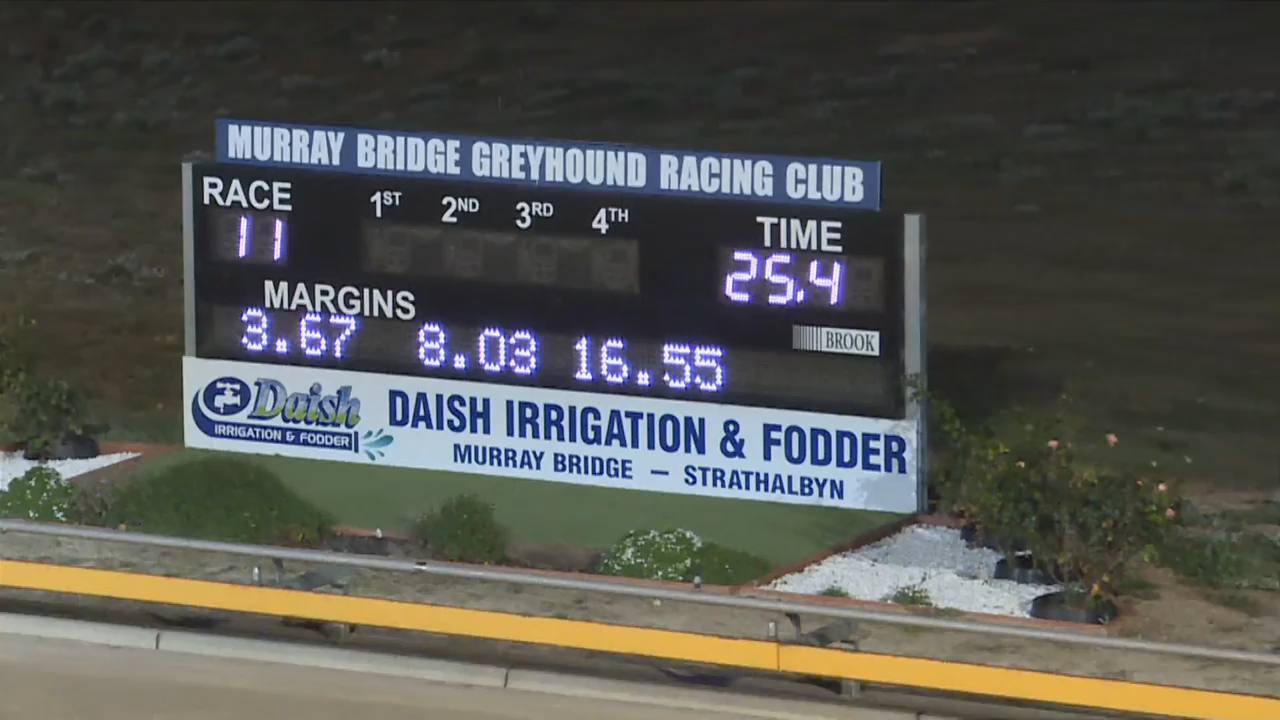 MURRAY BRIDGE GREYHOUND RACING CLUB
RACE 1ST 2ND 3RD 4TH TIME
11 25.4
MARGINS
3.67 8.03 16.55
BROOK
Daish
IRRIGATION & FODDER
DAISH IRRIGATION & FODDER
MURRAY BRIDGE — STRATHALBYN